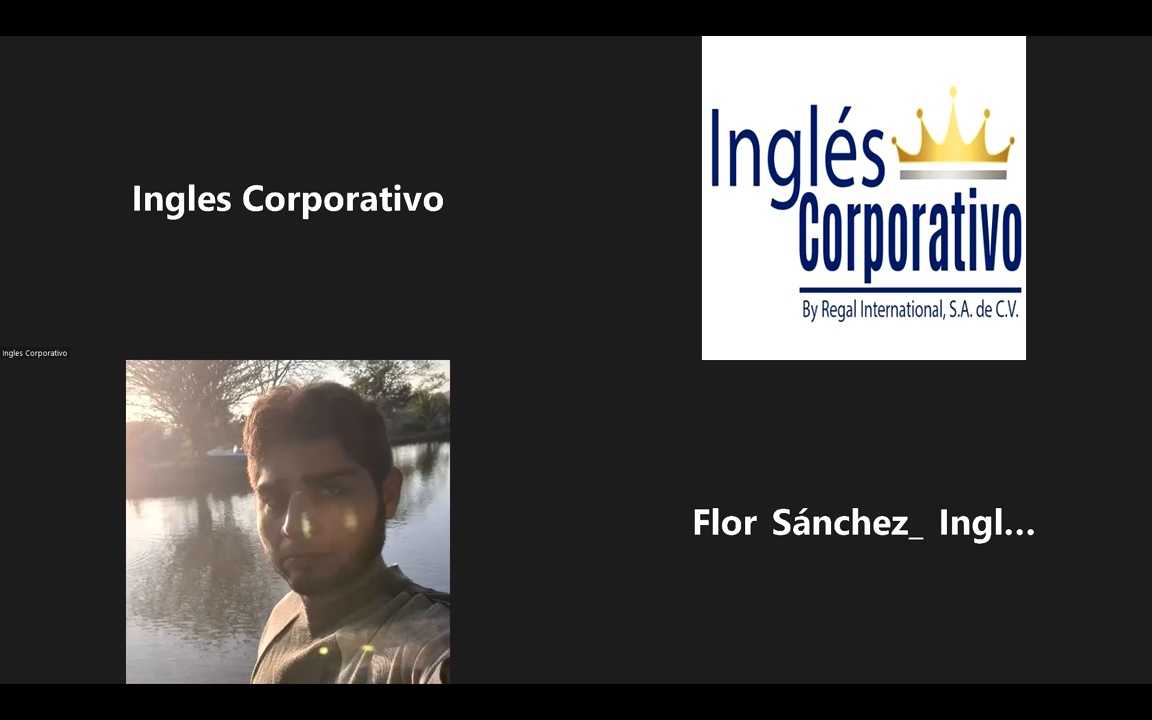 Ingles Corporativo
Inglés
Corporativo
By Regal International, S.A. de C.V.
Ingles Corporativo
Flor Sánchez_ Ingl...